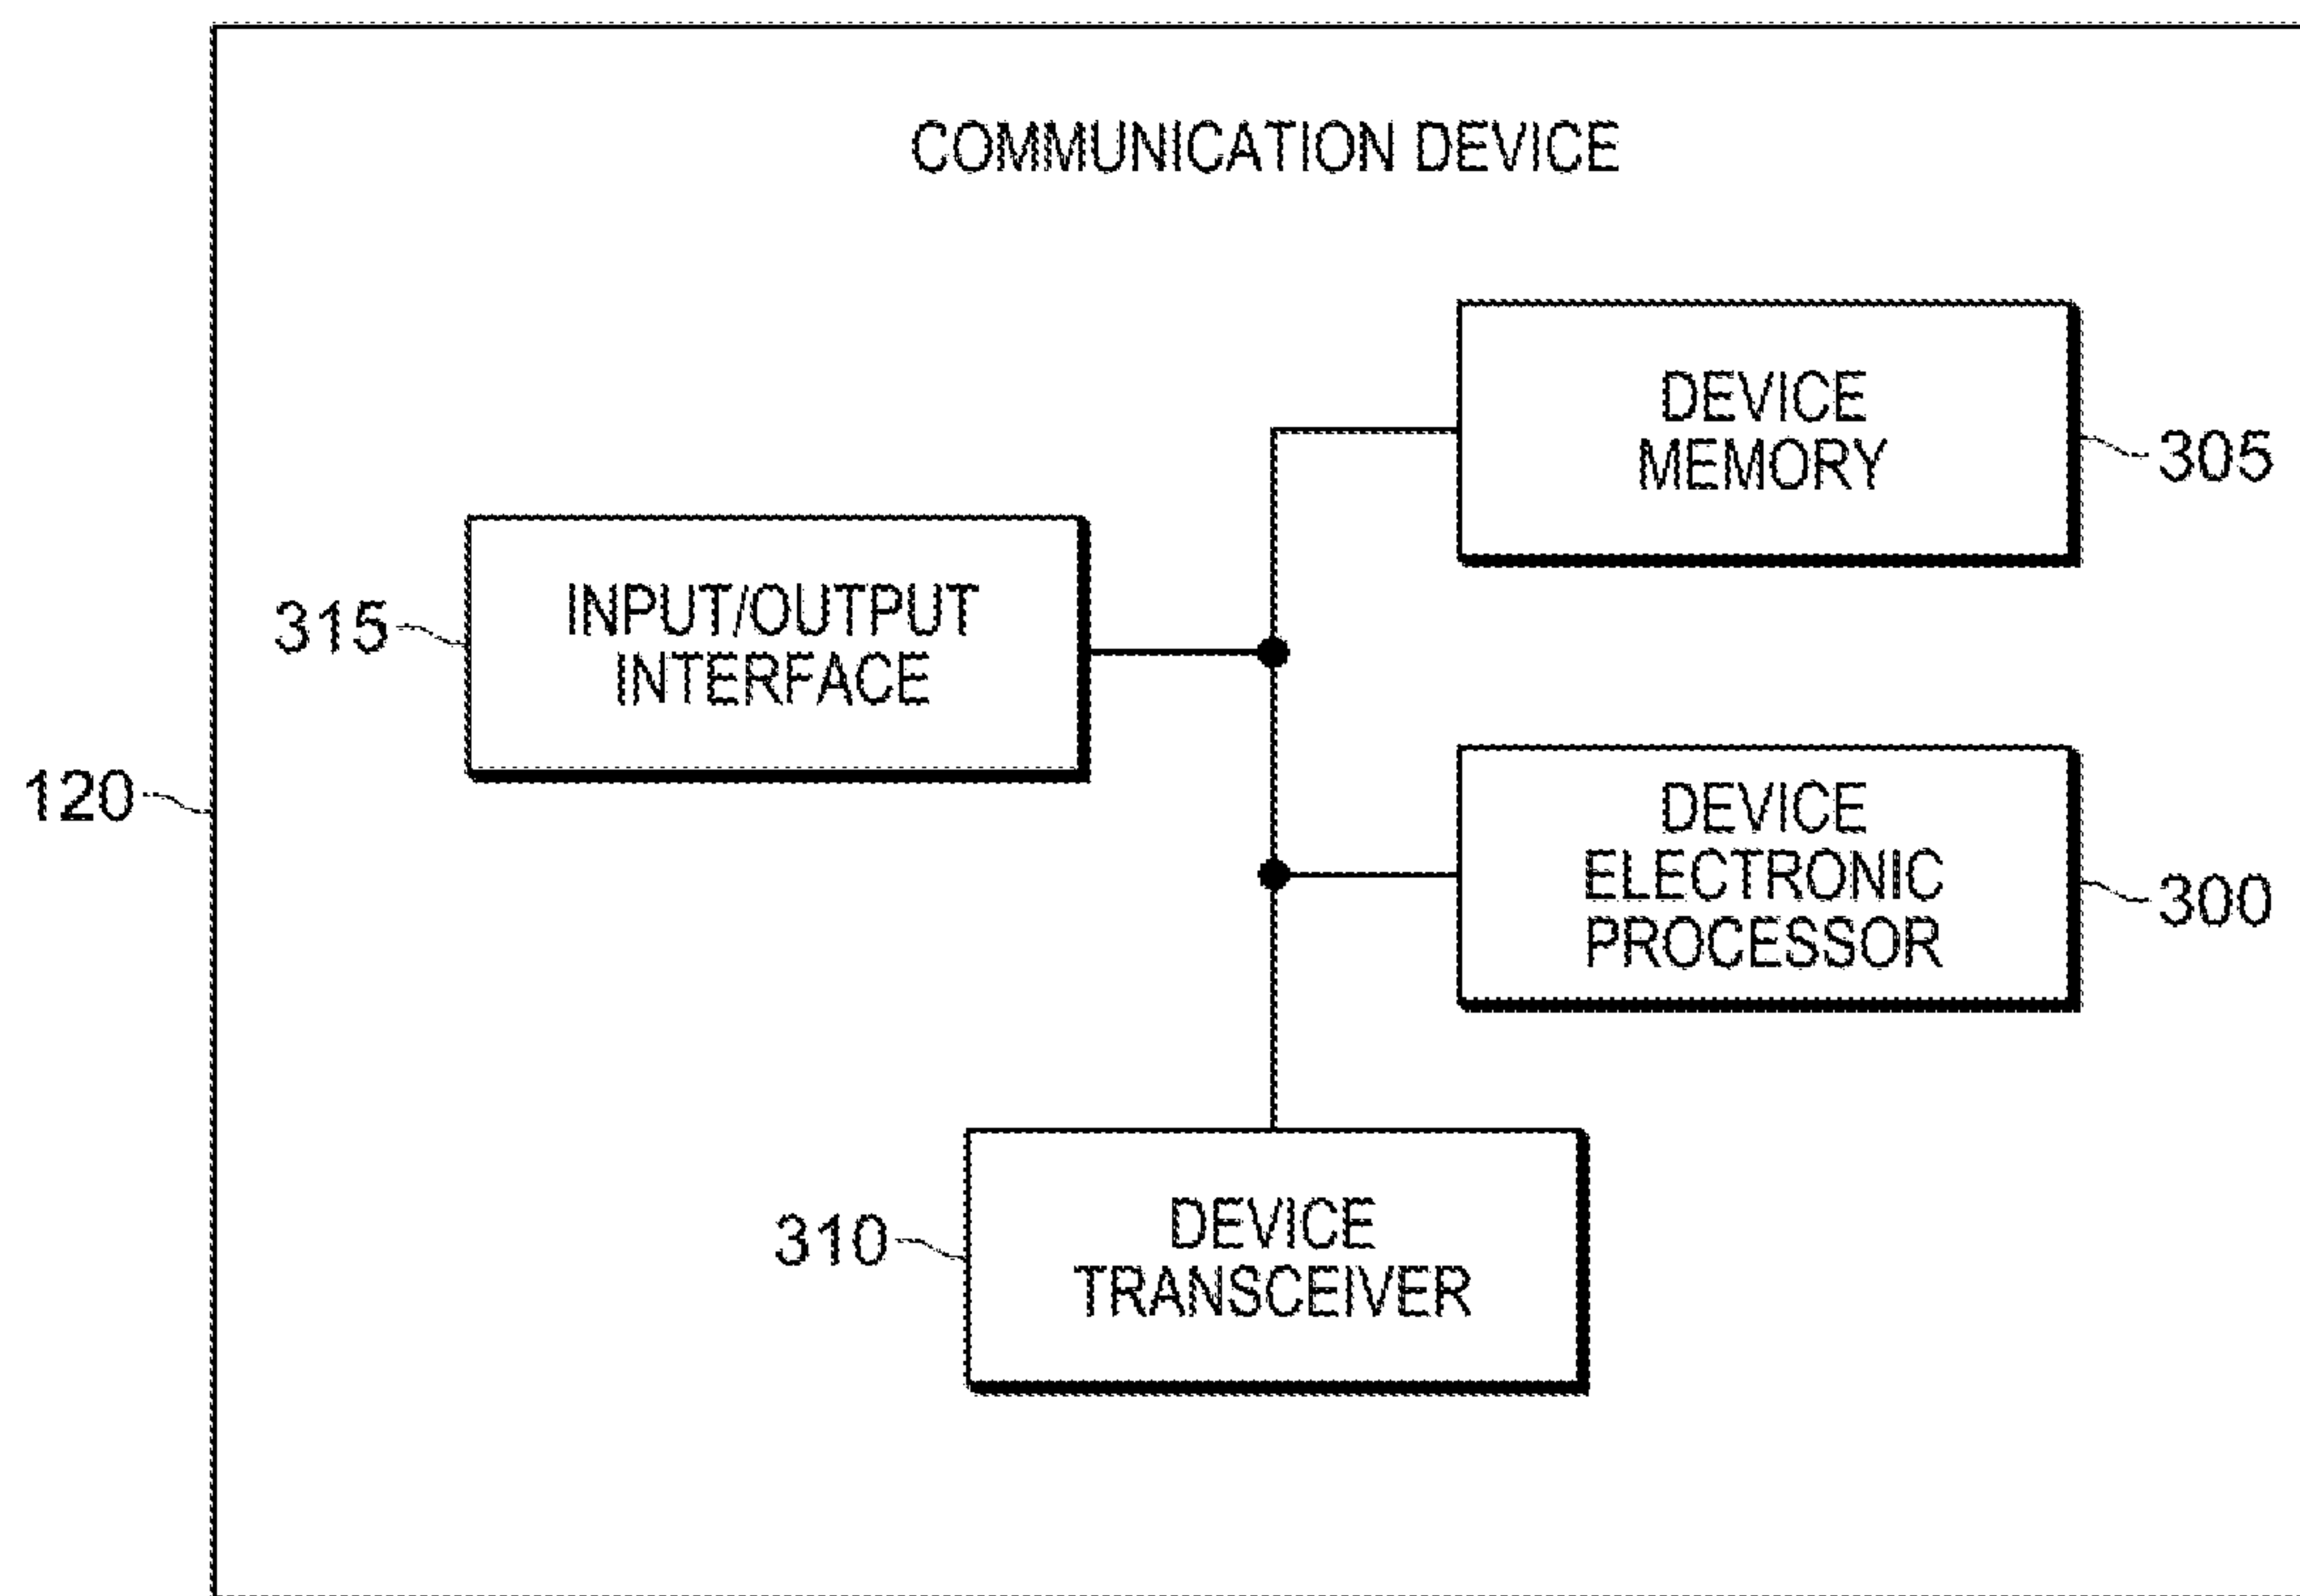 COMMUNICATION DEVICE
DEVICE
MEMORY
305
315
INPUT/OUTPUT
INTERFACE
120
DEVICE
ELECTRONIC
PROCESSOR
300
310
DEVICE
TRANSCEIVER